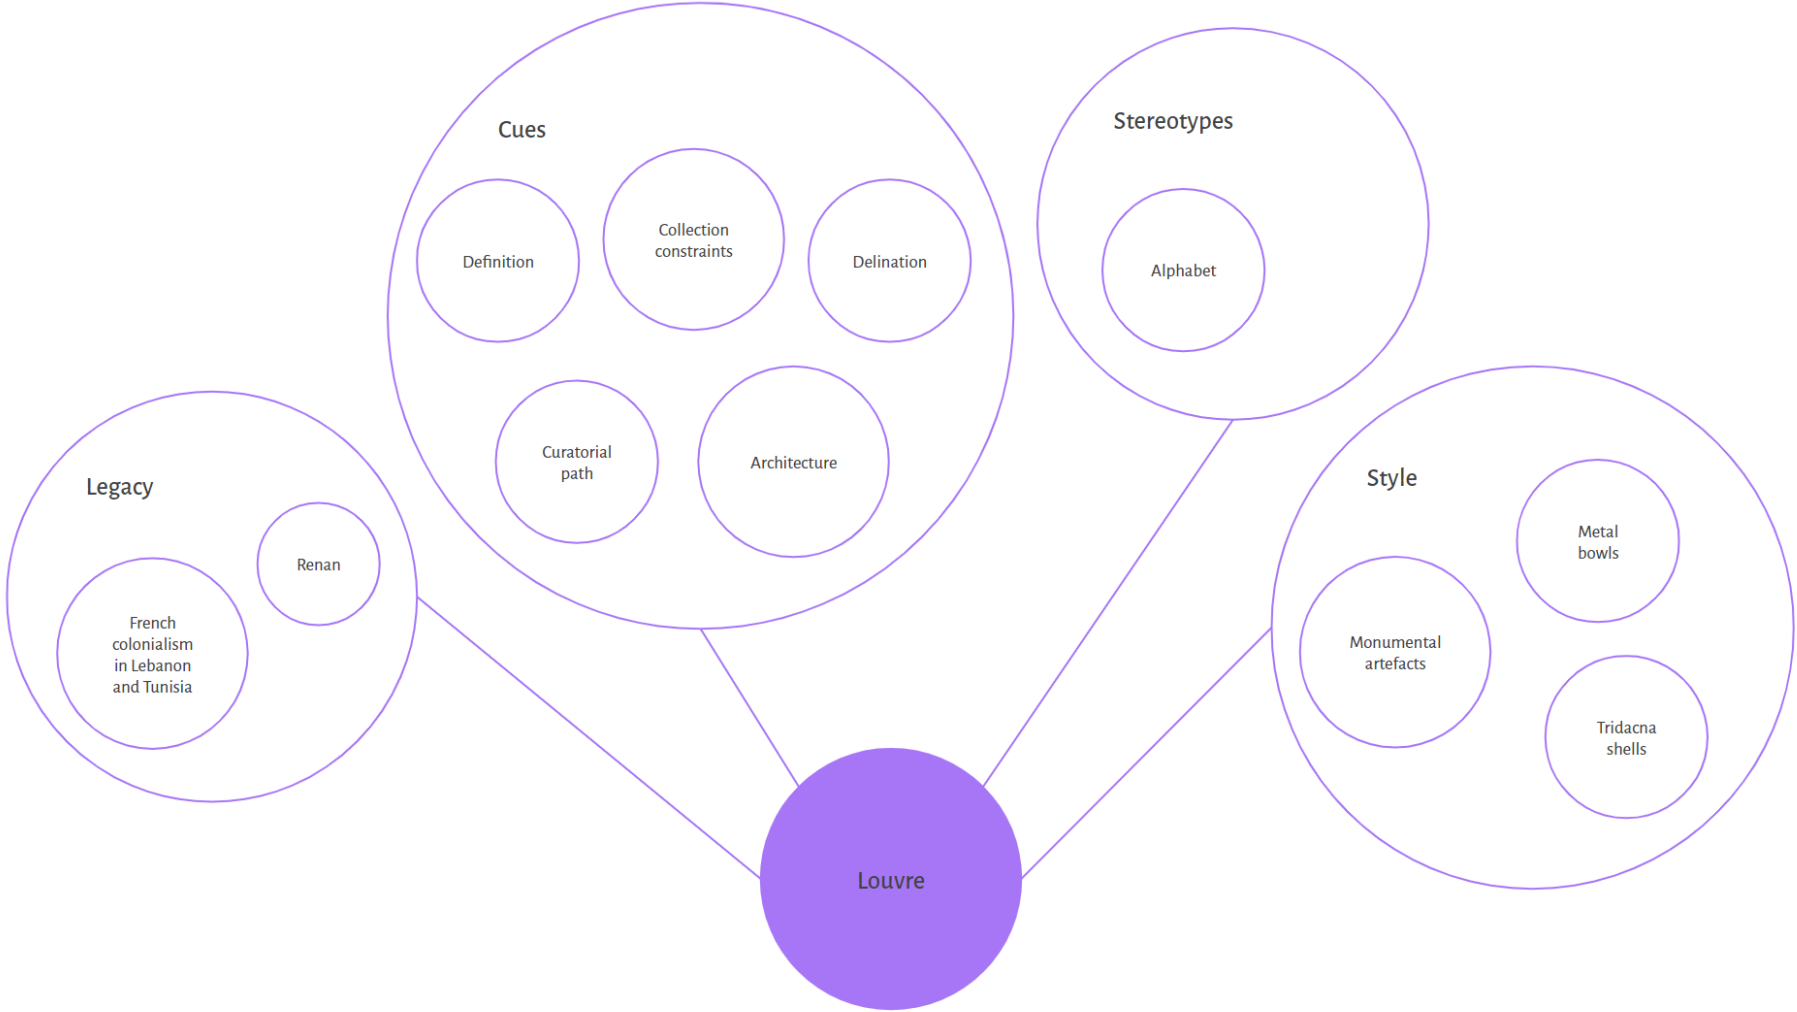 Cues
Definition
Collection
constraints
Delination
Curatorial
path
Architecture
Stereotypes
Alphabet
Legacy
Renan
French
colonialism
in Lebanon
and Tunisia
Style
Metal
bowls
Monumental
artefacts
Tridacna
shells
Louvre